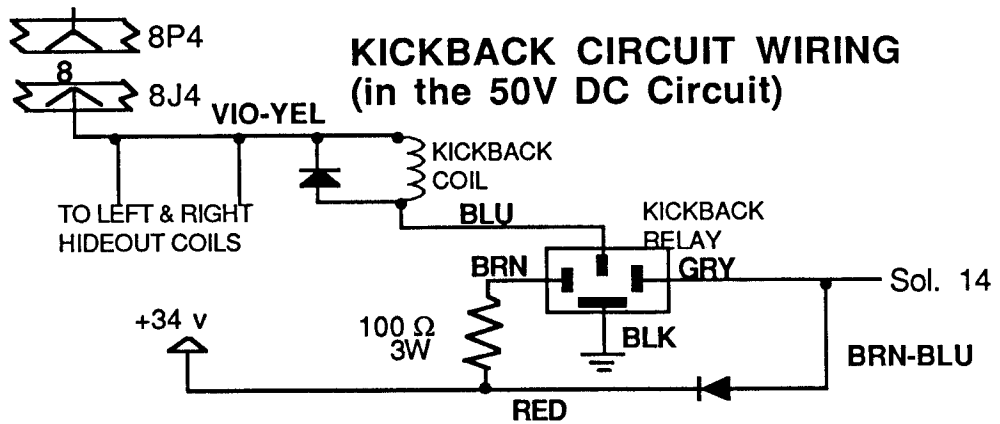 8P4
KICKBACK CIRCUIT WIRING
(in the 50V DC Circuit)
8
8J4
VIO-YEL
KICKBACK
COIL
TO LEFT & RIGHT
HIDEOUT COILS
BLU
KICKBACK
RELAY
BRN
GRY
Sol. 14
+34 v
100 Ω
3W
BLK
BRN-BLU
RED